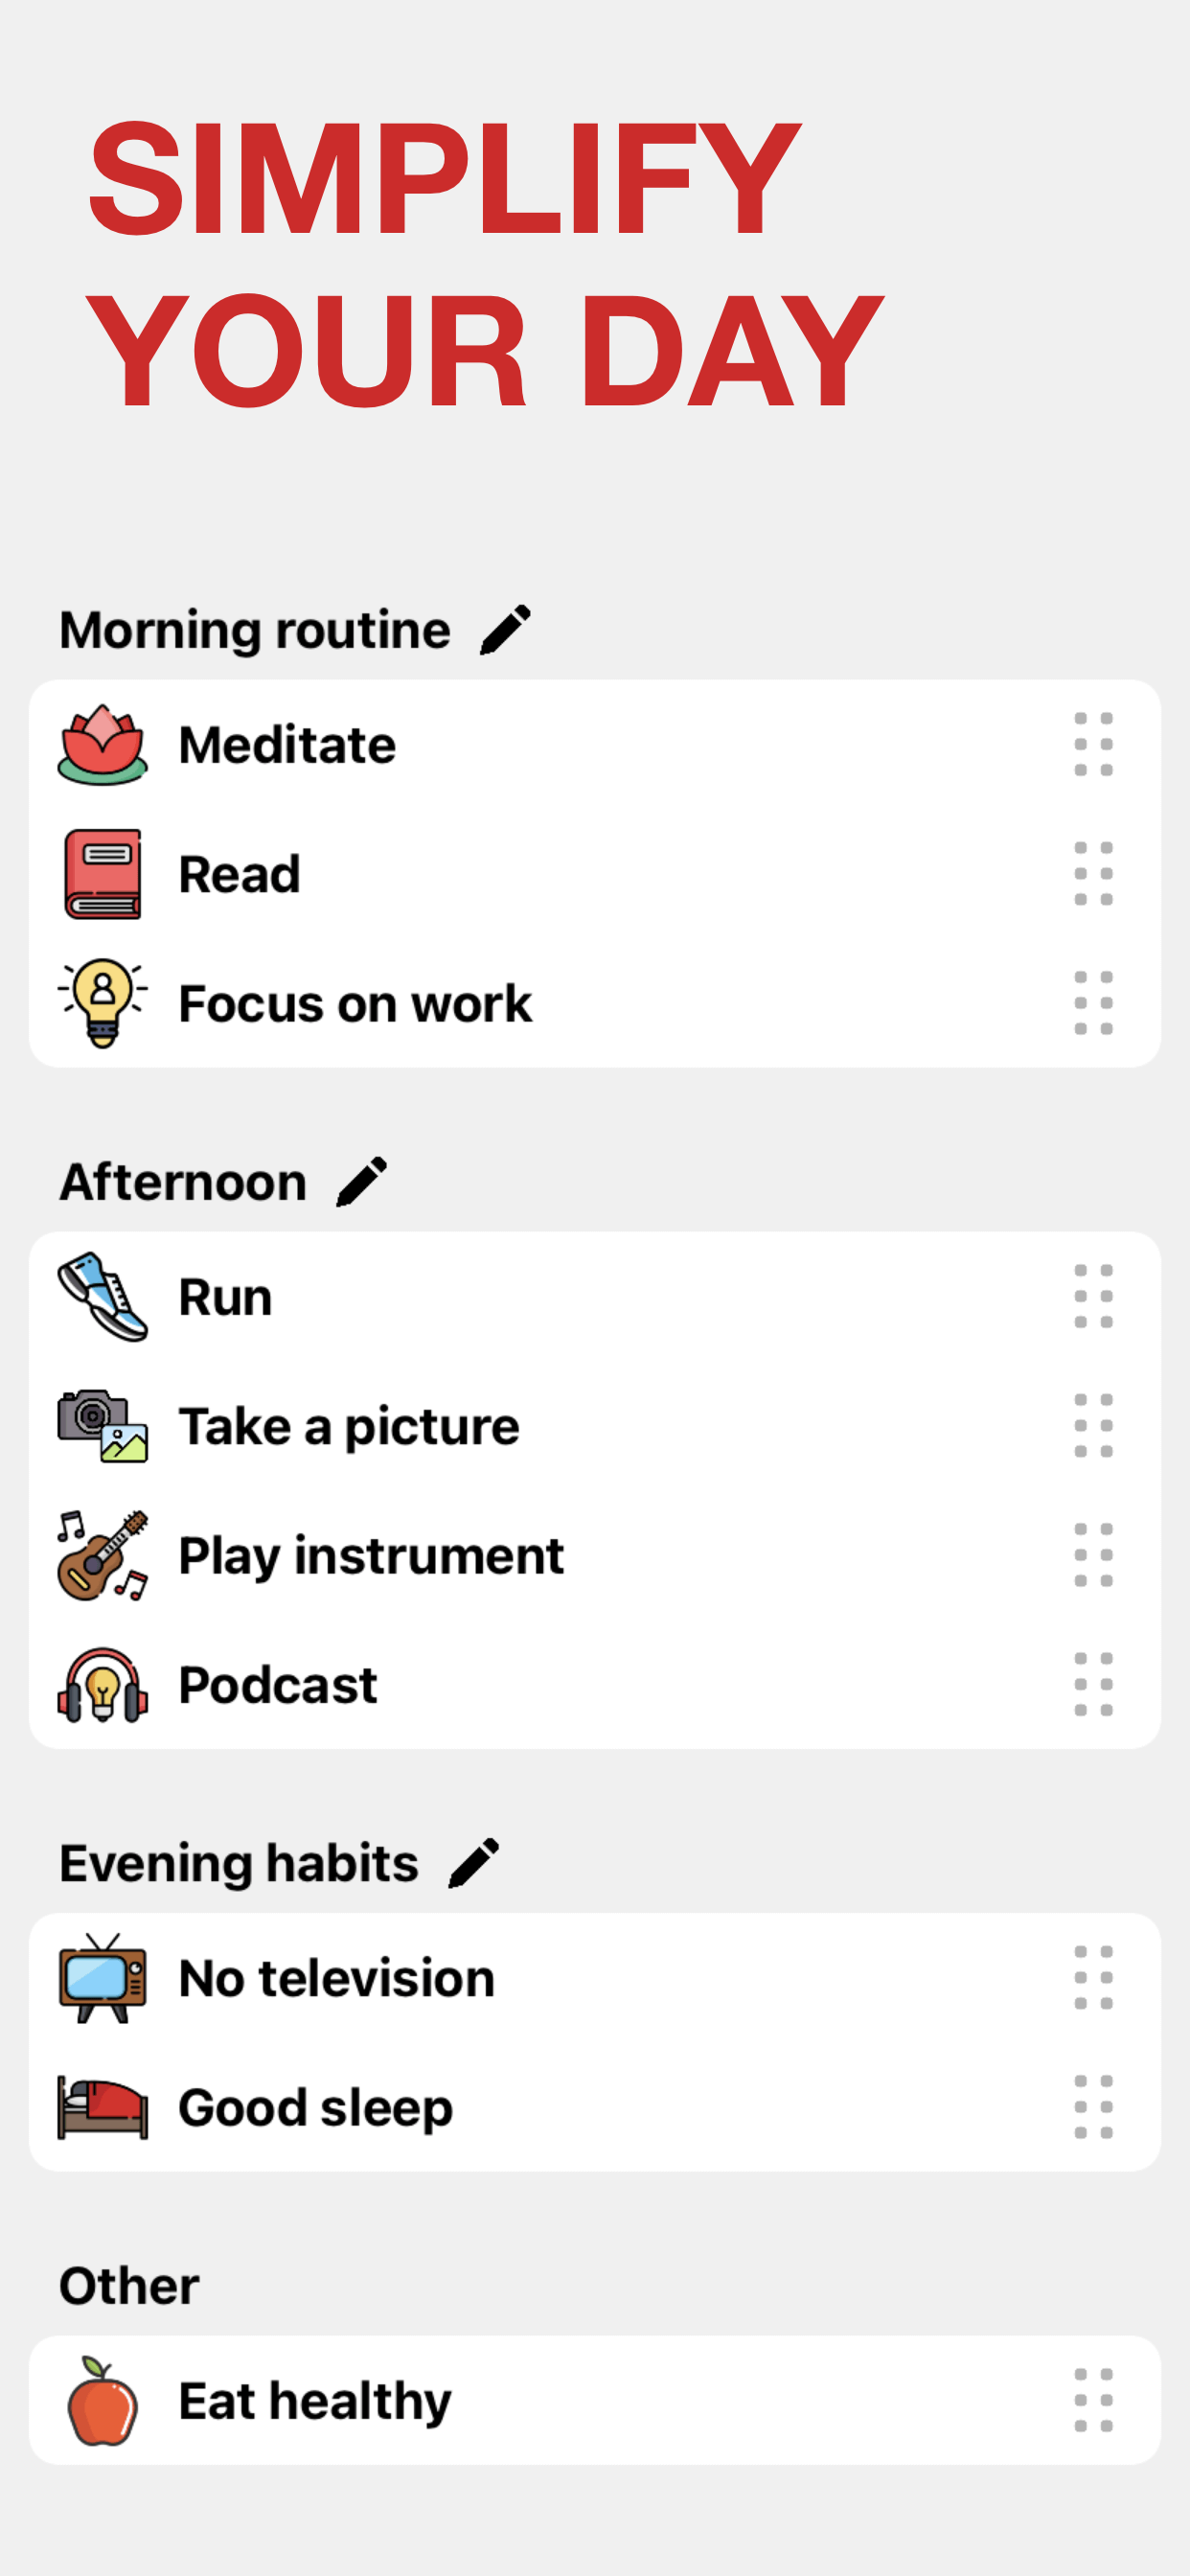 SIMPLIFY
YOUR DAY
Morning routine
Meditate
Read
Focus on work
Afternoon
Run
Take a picture
Play instrument
Podcast
Evening habits
No television
Good sleep
Other
Eat healthy